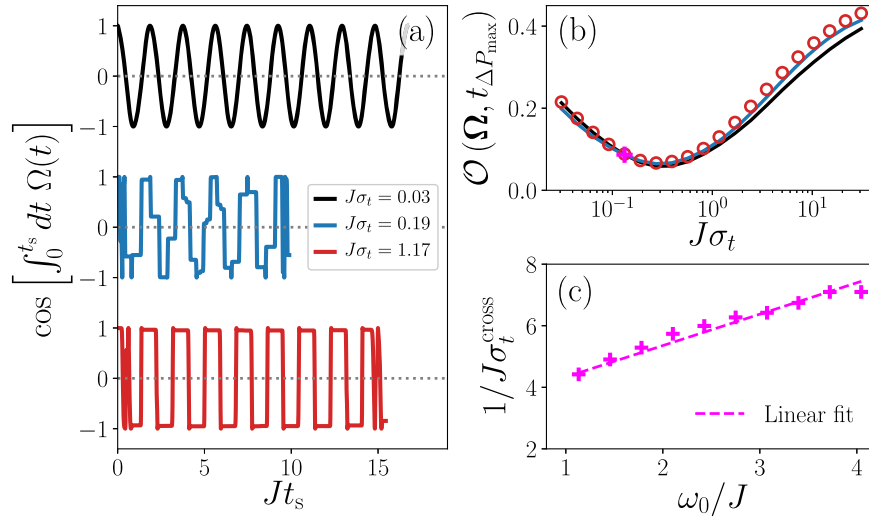 (a)
1
0
−1
1
0
−1
1
0
−1
cos [∫₀^{t_s} dt Ω(t)]
Jσ_t = 0.03
Jσ_t = 0.19
Jσ_t = 1.17
0 5 10 15
Jt_s
(b)
0.4
0.2
0.0
O (Ω, t_{ΔP_max})
10⁻¹ 10⁰ 10¹
Jσ_t
(c)
8
6
4
2
1/Jσ_t^{cross}
Linear fit
1 2 3 4
ω₀/J